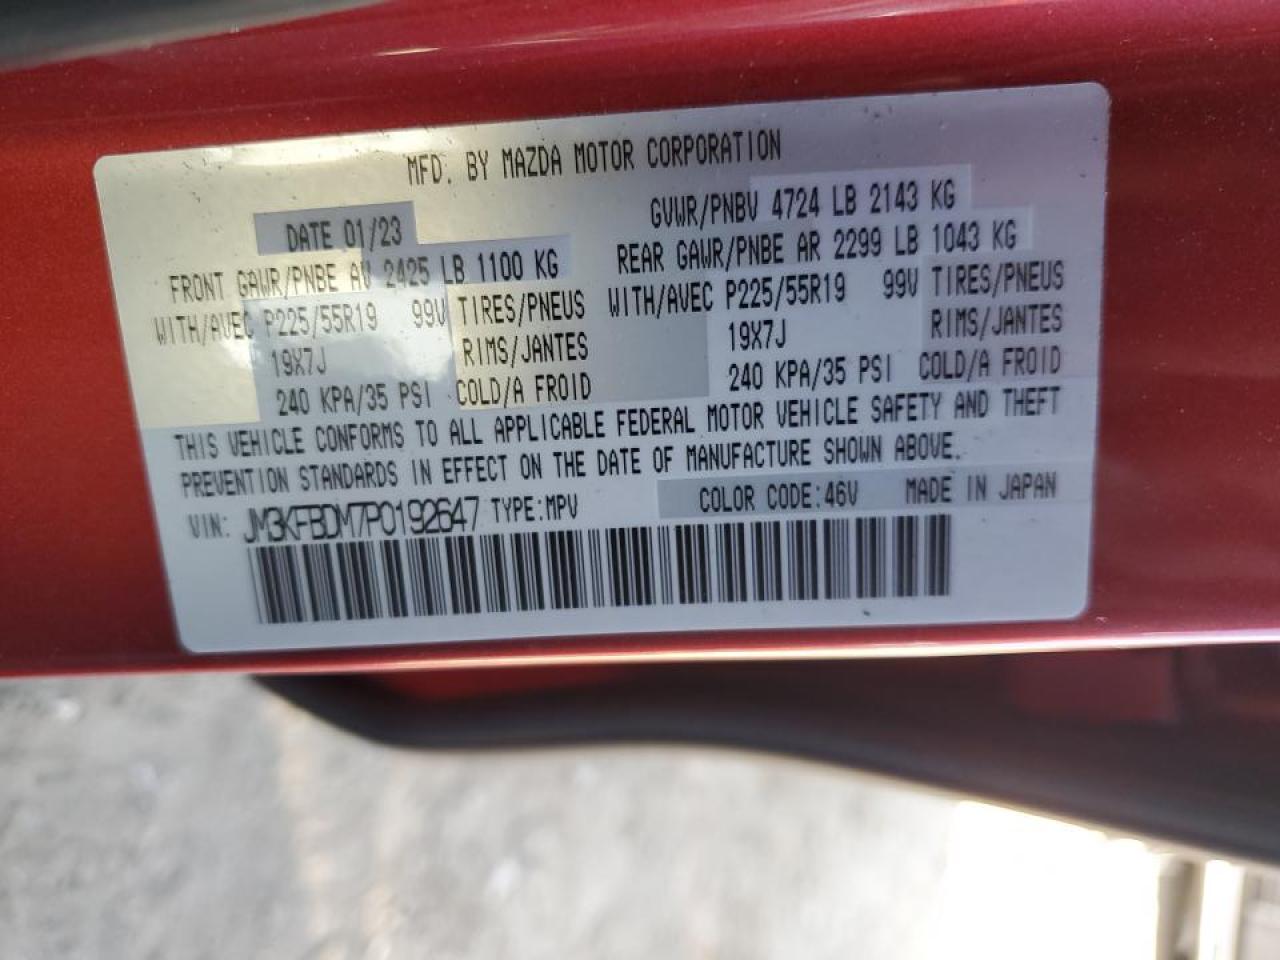 MFD. BY MAZDA MOTOR CORPORATION
DATE 01/23 GVWR/PNBV 4724 LB 2143 KG
FRONT GAWR/PNBE AV 2425 LB 1100 KG REAR GAWR/PNBE AR 2299 LB 1043 KG
WITH/AVEC P225/55R19 99V TIRES/PNEUS WITH/AVEC P225/55R19 99V TIRES/PNEUS
19X7J RIMS/JANTES 19X7J RIMS/JANTES
240 KPA/35 PSI COLD/A FROID 240 KPA/35 PSI COLD/A FROID
THIS VEHICLE CONFORMS TO ALL APPLICABLE FEDERAL MOTOR VEHICLE SAFETY AND THEFT
PREVENTION STANDARDS IN EFFECT ON THE DATE OF MANUFACTURE SHOWN ABOVE.
VIN: JM3KFBDM7P0192647 TYPE:MPV COLOR CODE:46V MADE IN JAPAN